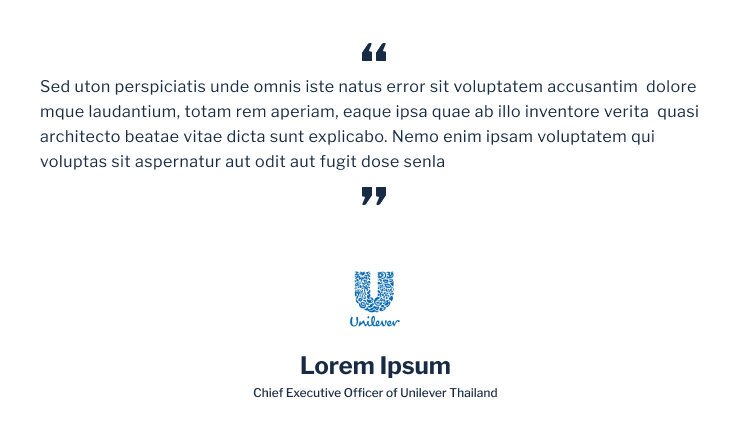 “
Sed uton perspiciatis unde omnis iste natus error sit voluptatem accusantim dolore
mque laudantium, totam rem aperiam, eaque ipsa quae ab illo inventore verita quasi
architecto beatae vitae dicta sunt explicabo. Nemo enim ipsam voluptatem qui
voluptas sit aspernatur aut odit aut fugit dose senla
”
Unilever
Lorem Ipsum
Chief Executive Officer of Unilever Thailand